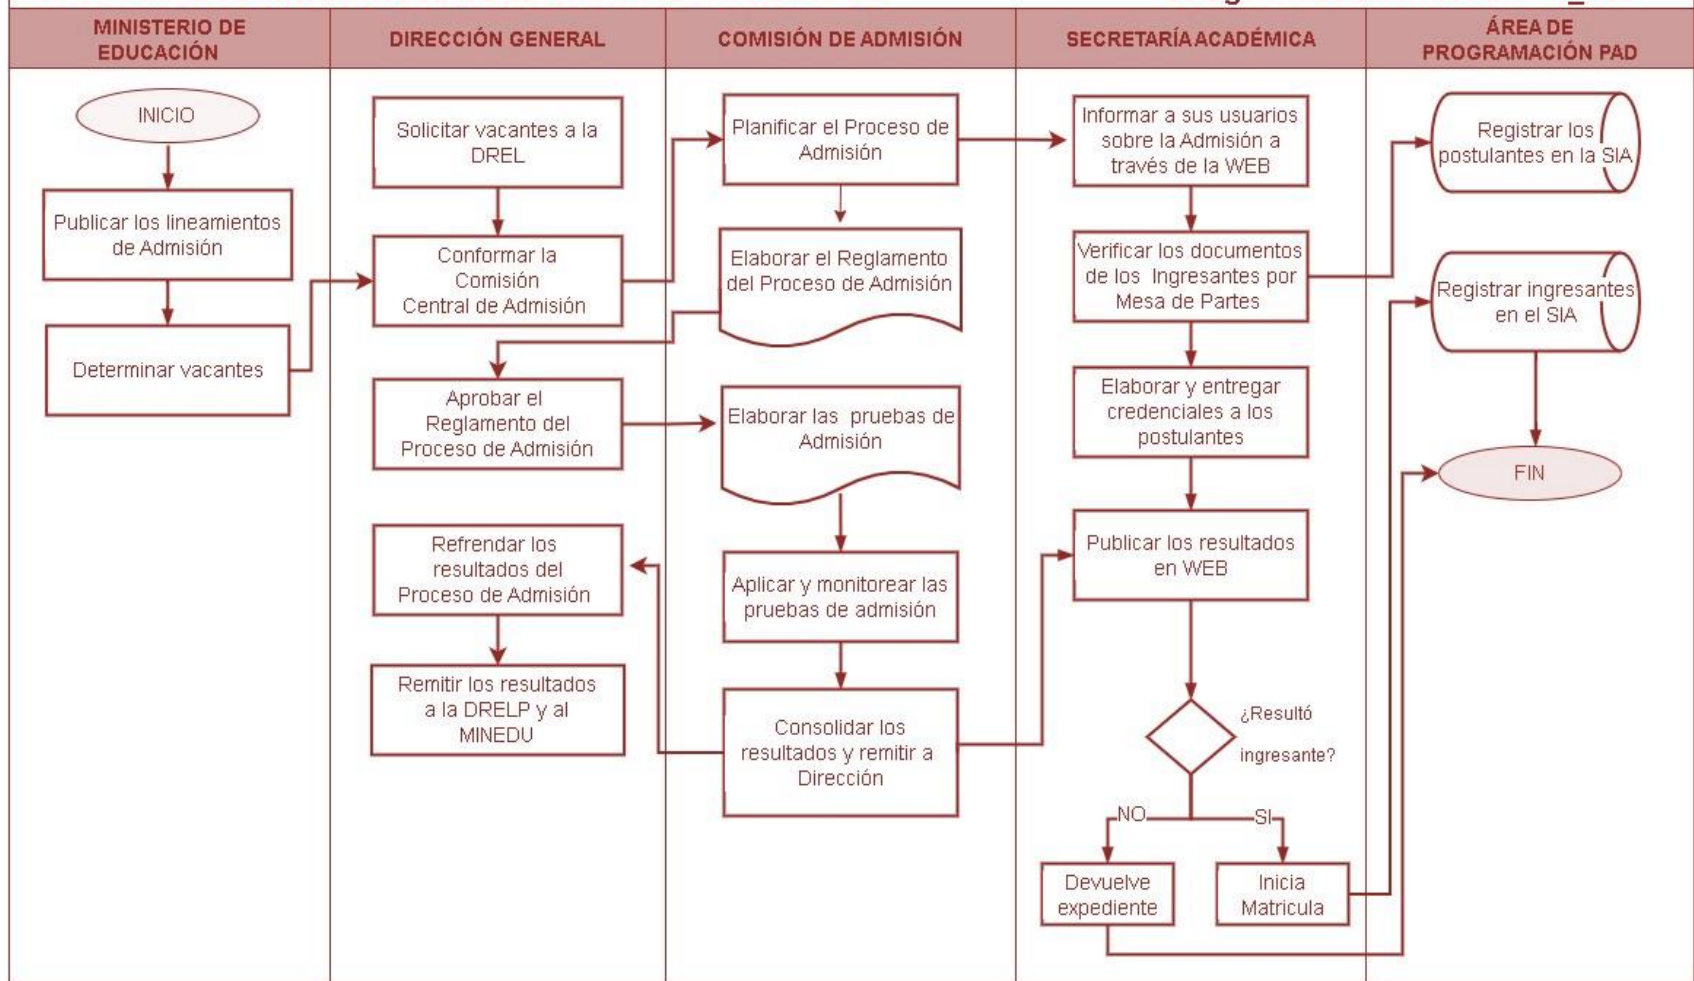 MINISTERIO DE
EDUCACIÓN
DIRECCIÓN GENERAL
COMISIÓN DE ADMISIÓN
SECRETARÍA ACADÉMICA
ÁREA DE
PROGRAMACIÓN PAD
INICIO
Publicar los lineamientos
de Admisión
Determinar vacantes
Solicitar vacantes a la
DREL
Conformar la
Comisión
Central de Admisión
Aprobar el
Reglamento del
Proceso de Admisión
Refrendar los
resultados del
Proceso de Admisión
Remitir los resultados
a la DRELP y al
MINEDU
Planificar el Proceso de
Admisión
Elaborar el Reglamento
del Proceso de Admisión
Elaborar las pruebas de
Admisión
Aplicar y monitorear las
pruebas de admisión
Consolidar los
resultados y remitir a
Dirección
Informar a sus usuarios
sobre la Admisión a
través de la WEB
Verificar los documentos
de los Ingresantes por
Mesa de Partes
Elaborar y entregar
credenciales a los
postulantes
Publicar los resultados
en WEB
¿Resultó
ingresante?
NO
SI
Devuelve
expediente
Inicia
Matricula
Registrar los
postulantes en la SIA
Registrar ingresantes
en el SIA
FIN